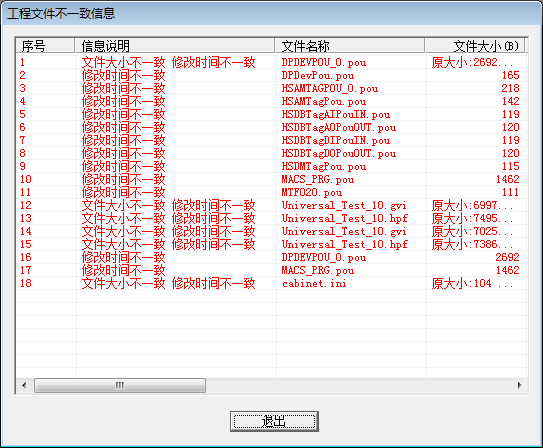 工程文件不一致信息
序号 信息说明 文件名称 文件大小(B)
1 文件大小不一致 修改时间不一致 DPDEVPOU_O.pou 原大小:2692...
2 修改时间不一致 DPDevPou.pou 165
3 修改时间不一致 HSAMTAGPOU_O.pou 218
4 修改时间不一致 HSAMTagPou.pou 142
5 修改时间不一致 HSDBTagAIPouIN.pou 119
6 修改时间不一致 HSDBTagAOPouOUT.pou 120
7 修改时间不一致 HSDBTagDIPouIN.pou 119
8 修改时间不一致 HSDBTagDOPouOUT.pou 120
9 修改时间不一致 HSMMTagPou.pou 115
10 修改时间不一致 MACS_PRG.pou 1462
11 修改时间不一致 MTFO2O.pou 111
12 文件大小不一致 修改时间不一致 Universal_Test_10.gvi 原大小:6997...
13 文件大小不一致 修改时间不一致 Universal_Test_10.hpf 原大小:7495...
14 文件大小不一致 修改时间不一致 Universal_Test_10.gvi 原大小:7025...
15 文件大小不一致 修改时间不一致 Universal_Test_10.hpf 原大小:7386...
16 修改时间不一致 DPDEVPOU_O.pou 2692
17 修改时间不一致 MACS_PRG.pou 1462
18 文件大小不一致 修改时间不一致 cabinet.ini 原大小:104 ...
退出